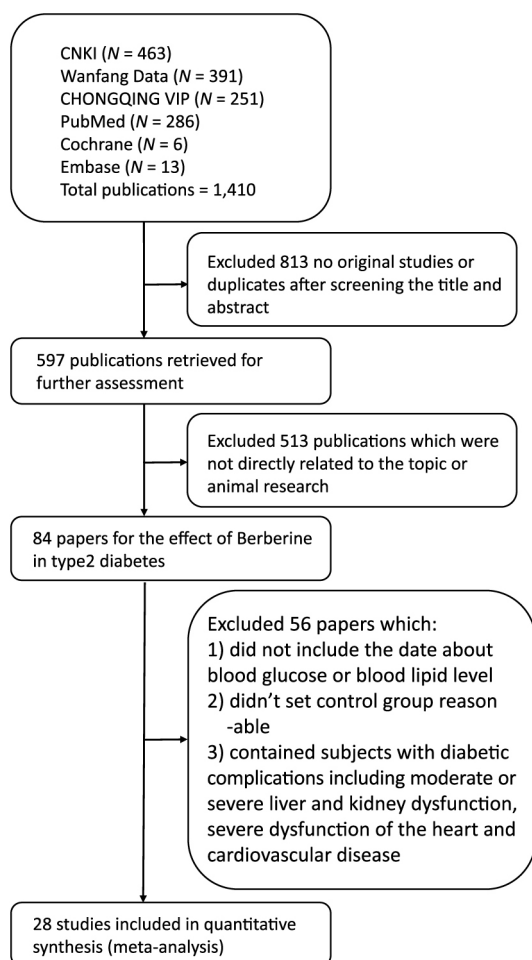 CNKI (N = 463)
Wanfang Data (N = 391)
CHONGQING VIP (N = 251)
PubMed (N = 286)
Cochrane (N = 6)
Embase (N = 13)
Total publications = 1,410
Excluded 813 no original studies or
duplicates after screening the title and
abstract
597 publications retrieved for
further assessment
Excluded 513 publications which were
not directly related to the topic or
animal research
84 papers for the effect of Berberine
in type2 diabetes
Excluded 56 papers which:
1) did not include the date about
blood glucose or blood lipid level
2) didn’t set control group reason
-able
3) contained subjects with diabetic
complications including moderate or
severe liver and kidney dysfunction,
severe dysfunction of the heart and
cardiovascular disease
28 studies included in quantitative
synthesis (meta-analysis)